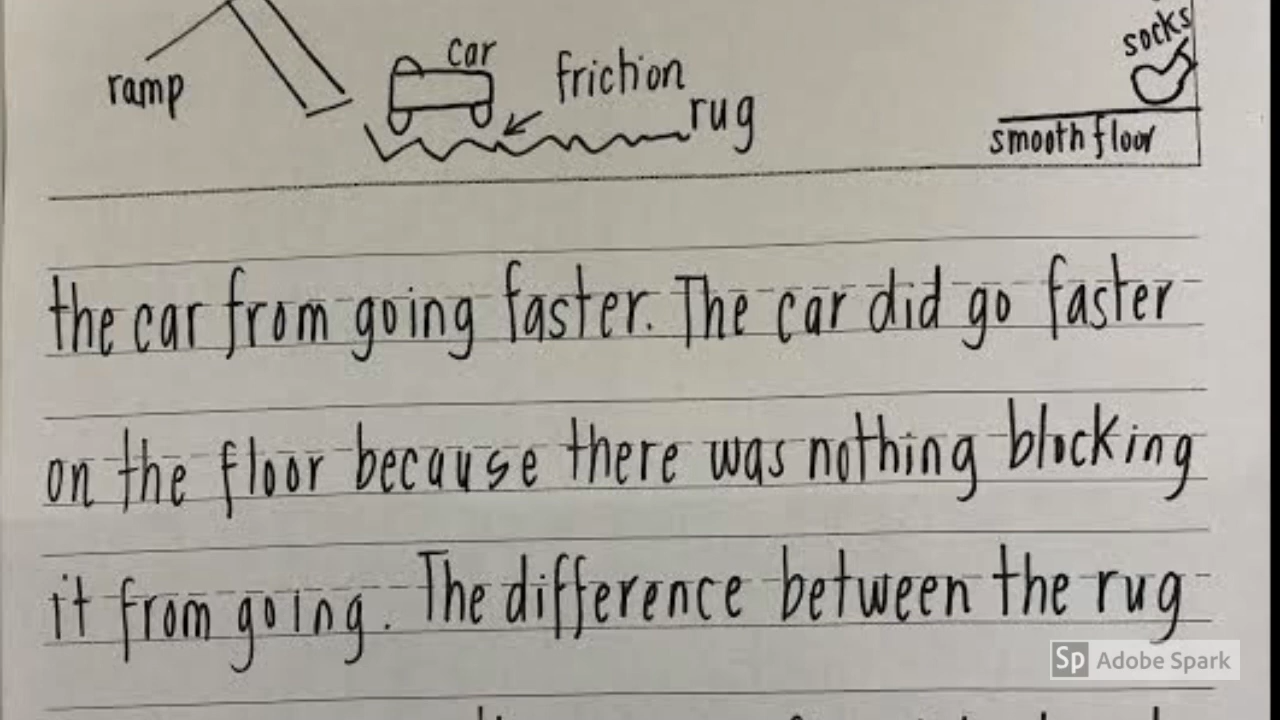 socks
car
friction
ramp
rug
smooth floor
the car from going faster. The car did go faster
on the floor because there was nothing blocking
it from going. The difference between the rug
Sp Adobe Spark